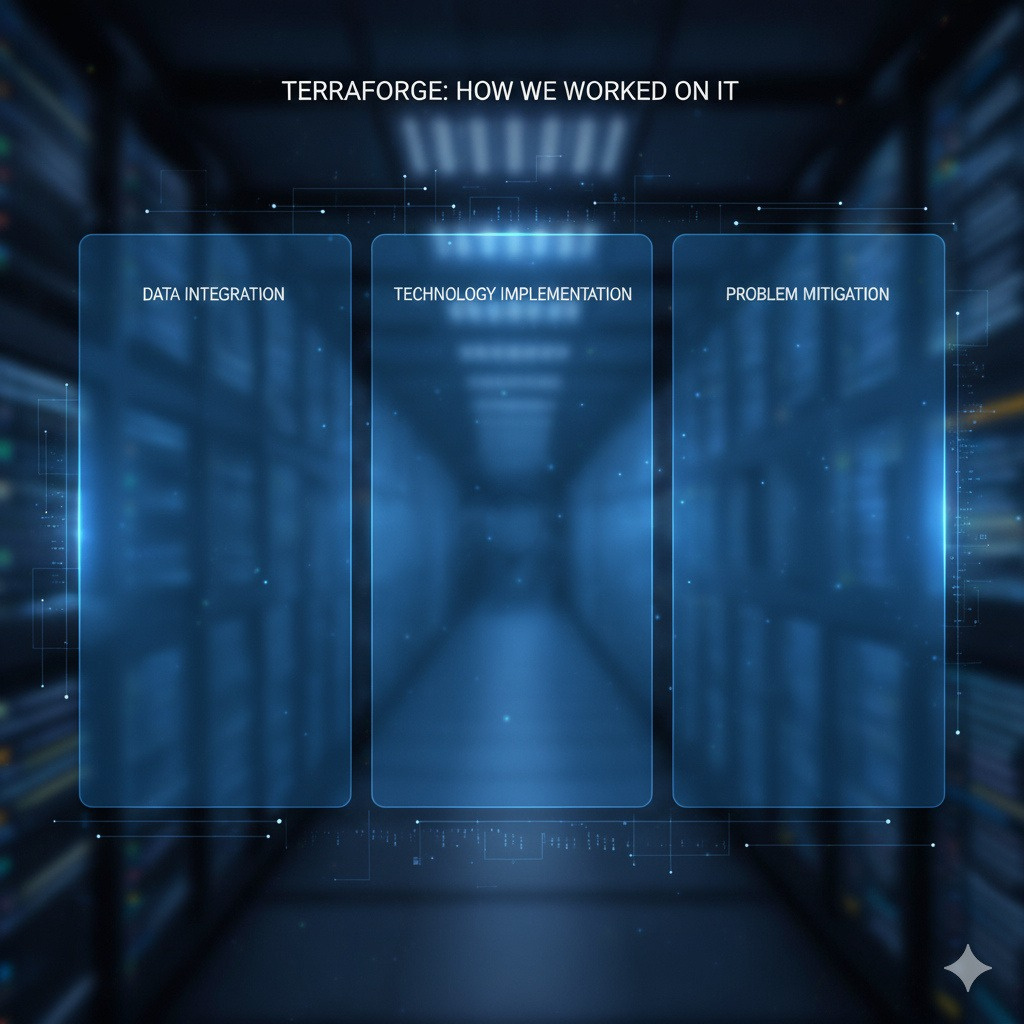 TERRAFORGE: HOW WE WORKED ON IT
DATA INTEGRATION
TECHNOLOGY IMPLEMENTATION
PROBLEM MITIGATION